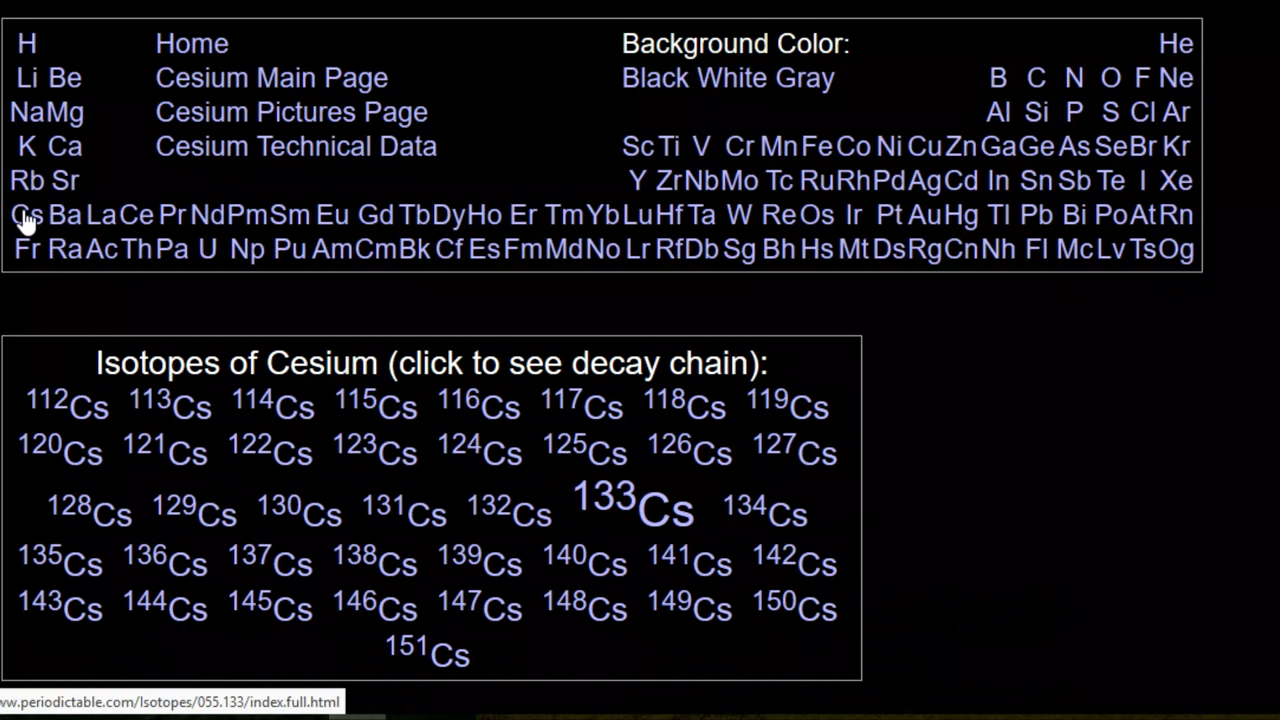 H Home Background Color: He
Li Be Cesium Main Page Black White Gray B C N O F Ne
Na Mg Cesium Pictures Page Al Si P S Cl Ar
K Ca Cesium Technical Data Sc Ti V Cr Mn Fe Co Ni Cu Zn Ga Ge As Se Br Kr
Rb Sr Y Zr Nb Mo Tc Ru Rh Pd Ag Cd In Sn Sb Te I Xe
Cs Ba La Ce Pr Nd Pm Sm Eu Gd Tb Dy Ho Er Tm Yb Lu Hf Ta W Re Os Ir Pt Au Hg Tl Pb Bi Po At Rn
Fr Ra Ac Th Pa U Np Pu Am Cm Bk Cf Es Fm Md No Lr Rf Db Sg Bh Hs Mt Ds Rg Cn Nh Fl Mc Lv Ts Og
Isotopes of Cesium (click to see decay chain):
¹¹²Cs ¹¹³Cs ¹¹⁴Cs ¹¹⁵Cs ¹¹⁶Cs ¹¹⁷Cs ¹¹⁸Cs ¹¹⁹Cs
¹²⁰Cs ¹²¹Cs ¹²²Cs ¹²³Cs ¹²⁴Cs ¹²⁵Cs ¹²⁶Cs ¹²⁷Cs
¹²⁸Cs ¹²⁹Cs ¹³⁰Cs ¹³¹Cs ¹³²Cs ¹³³Cs ¹³⁴Cs
¹³⁵Cs ¹³⁶Cs ¹³⁷Cs ¹³⁸Cs ¹³⁹Cs ¹⁴⁰Cs ¹⁴¹Cs ¹⁴²Cs
¹⁴³Cs ¹⁴⁴Cs ¹⁴⁵Cs ¹⁴⁶Cs ¹⁴⁷Cs ¹⁴⁸Cs ¹⁴⁹Cs ¹⁵⁰Cs
¹⁵¹Cs
ww.periodictable.com/Isotopes/055.133/index.full.html